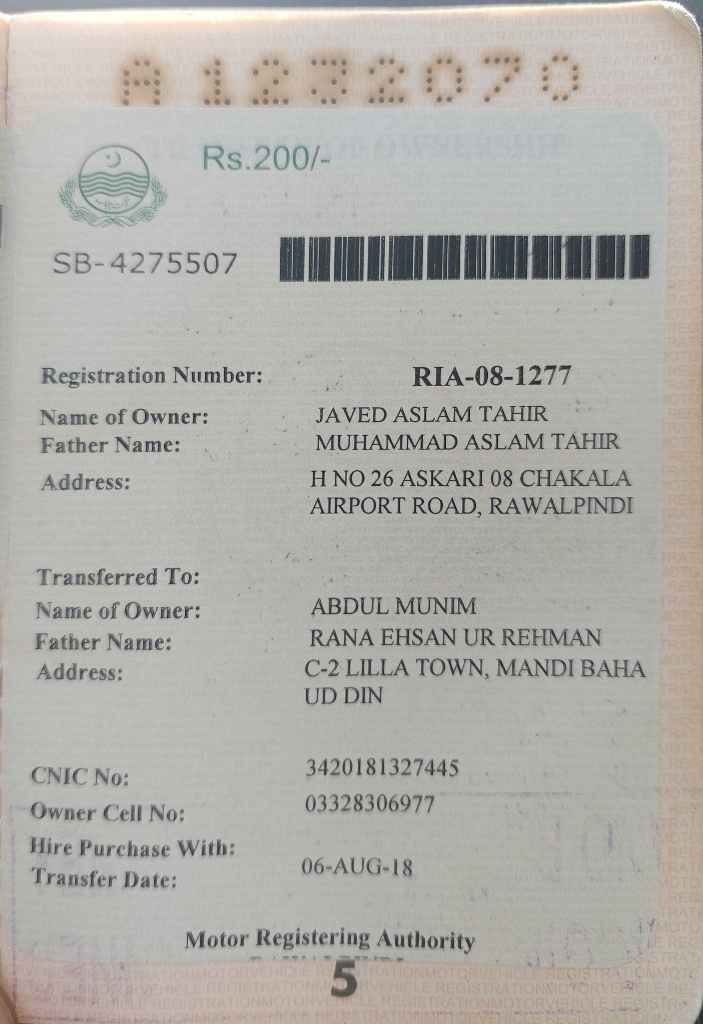 A 1232070
Rs.200/-
SB-4275507
Registration Number: RIA-08-1277
Name of Owner: JAVED ASLAM TAHIR
Father Name: MUHAMMAD ASLAM TAHIR
Address: H NO 26 ASKARI 08 CHAKALA
AIRPORT ROAD, RAWALPINDI
Transferred To:
Name of Owner: ABDUL MUNIM
Father Name: RANA EHSAN UR REHMAN
Address: C-2 LILLA TOWN, MANDI BAHA
UD DIN
CNIC No: 3420181327445
Owner Cell No: 03328306977
Hire Purchase With:
Transfer Date: 06-AUG-18
Motor Registering Authority
5